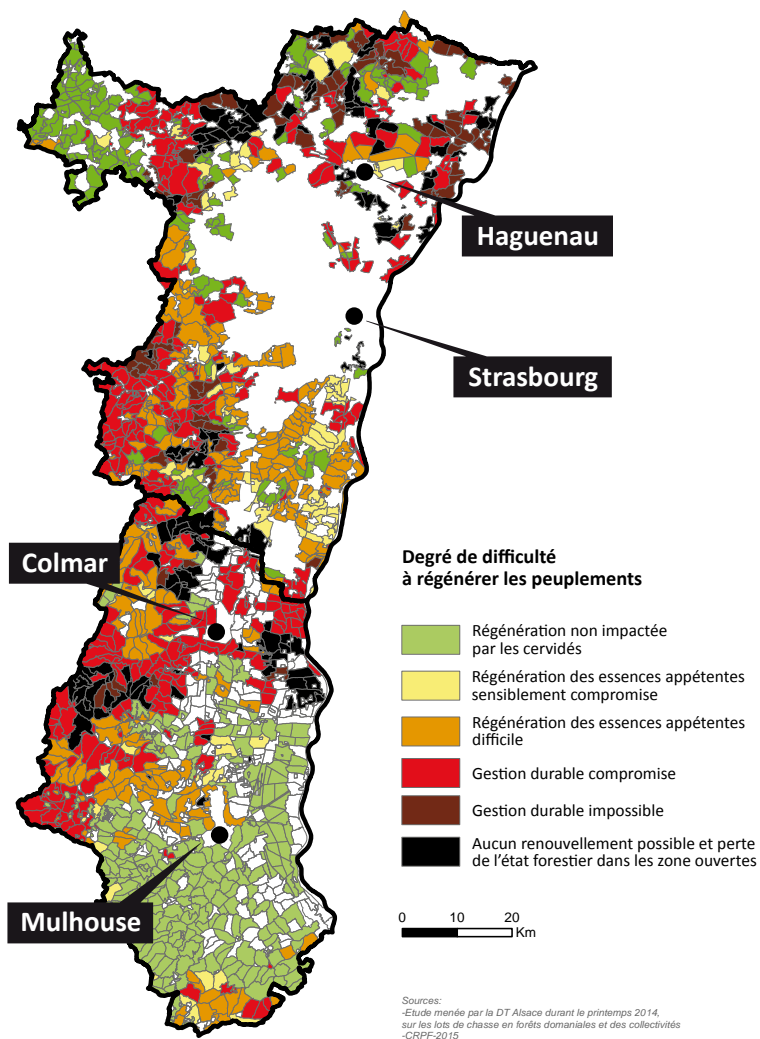 Haguenau
Strasbourg
Colmar
Mulhouse
Degré de difficulté
à régénérer les peuplements
Régénération non impactée
par les cervidés
Régénération des essences appétentes
sensiblement compromise
Régénération des essences appétentes
difficile
Gestion durable compromise
Gestion durable impossible
Aucun renouvellement possible et perte
de l'état forestier dans les zone ouvertes
0 10 20
Km
Sources:
-Etude menée par la DT Alsace durant le printemps 2014,
sur les lots de chasse en forêts domaniales et des collectivités
-CRPF-2015